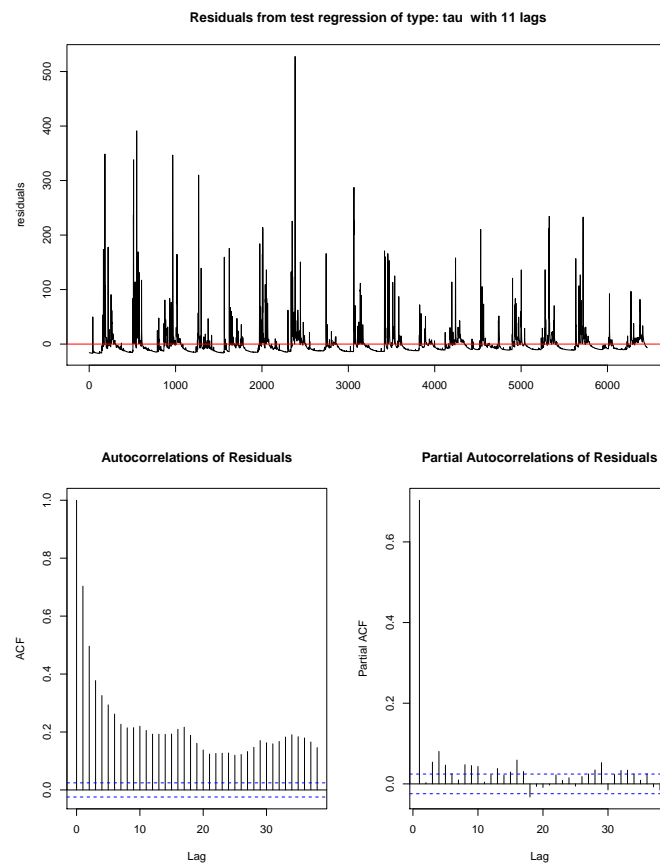 Residuals from test regression of type: tau  with 11 lags
residuals
500
400
300
200
100
0
0 1000 2000 3000 4000 5000 6000
Autocorrelations of Residuals
ACF
1.0
0.8
0.6
0.4
0.2
0.0
0 10 20 30
Lag
Partial Autocorrelations of Residuals
Partial ACF
0.6
0.4
0.2
0.0
0 10 20 30
Lag